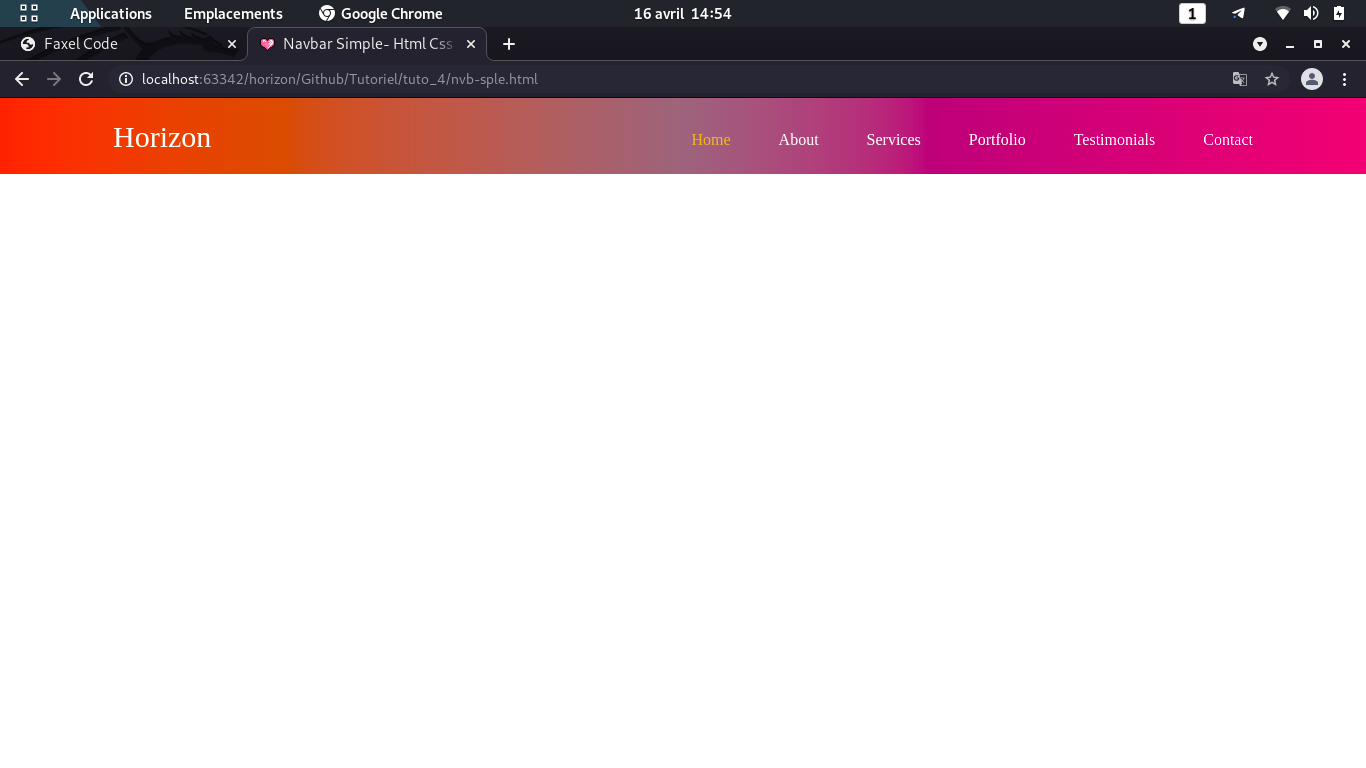 Applications Emplacements Google Chrome 16 avril 14:54 1
Faxel Code Navbar Simple- Html Css
localhost:63342/horizon/Github/Tutoriel/tuto_4/nvb-sple.html
Horizon Home About Services Portfolio Testimonials Contact